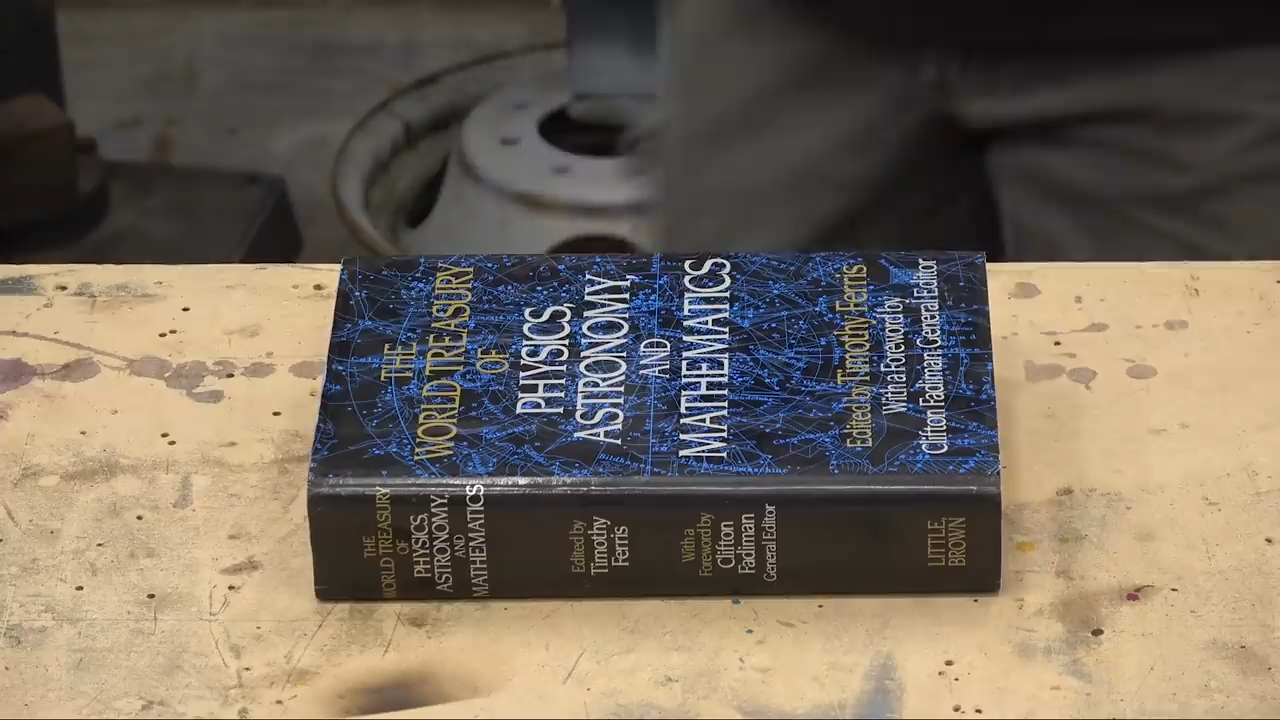 THE
WORLD TREASURY
OF
PHYSICS,
ASTRONOMY,
AND
MATHEMATICS
Edited by Timothy Ferris
With a Foreword by
Clifton Fadiman, General Editor
THE
WORLD TREASURY
OF
PHYSICS,
ASTRONOMY,
AND
MATHEMATICS
Edited by
Timothy
Ferris
With a
Foreword by
Clifton
Fadiman
General Editor
LITTLE,
BROWN